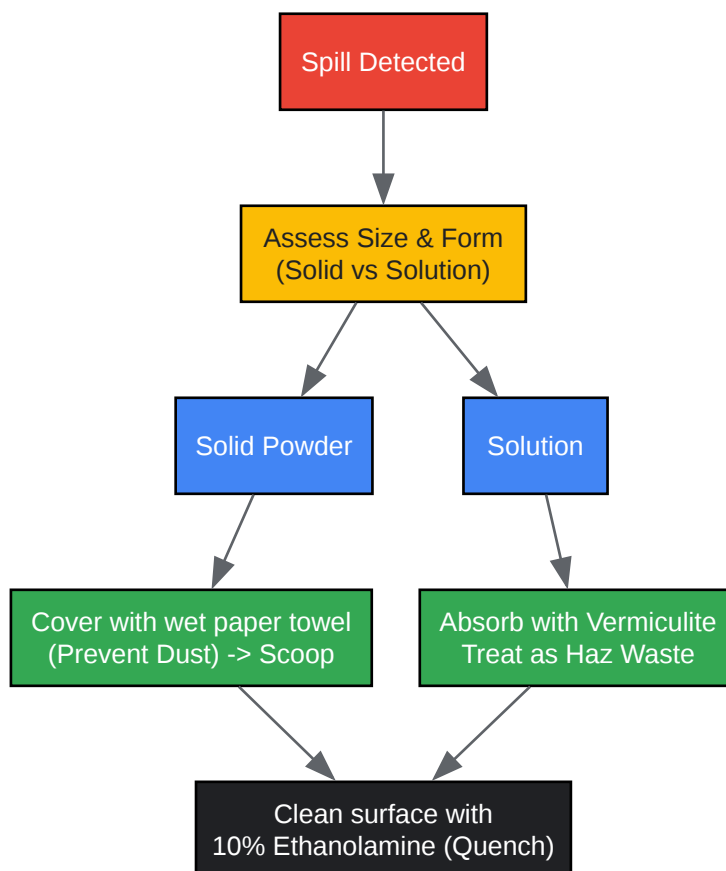 Spill Detected
Assess Size & Form
(Solid vs Solution)
Solid Powder
Solution
Cover with wet paper towel
(Prevent Dust) -> Scoop
Absorb with Vermiculite
Treat as Haz Waste
Clean surface with
10% Ethanolamine (Quench)